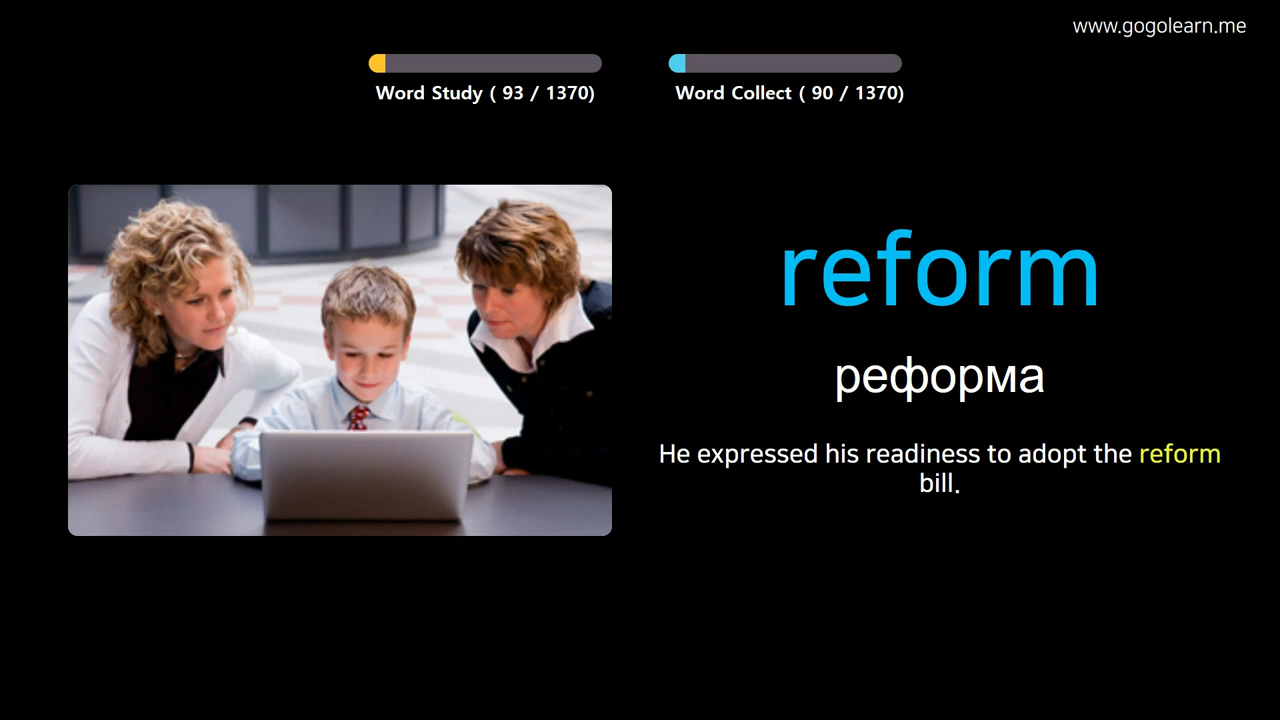 www.gogolearn.me
Word Study ( 93 / 1370)
Word Collect ( 90 / 1370)
reform
реформа
He expressed his readiness to adopt the reform
bill.